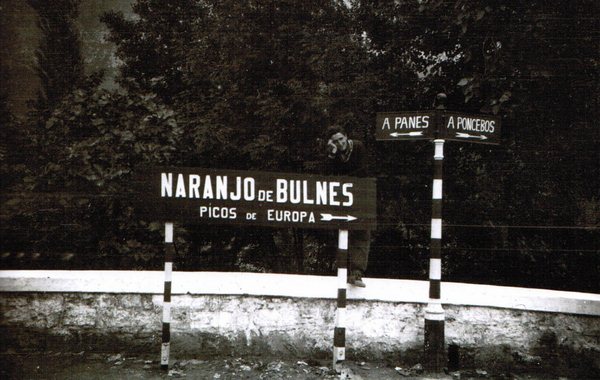 NARANJO DE BULNES
PICOS DE EUROPA
A PANES
A PONCEBOS